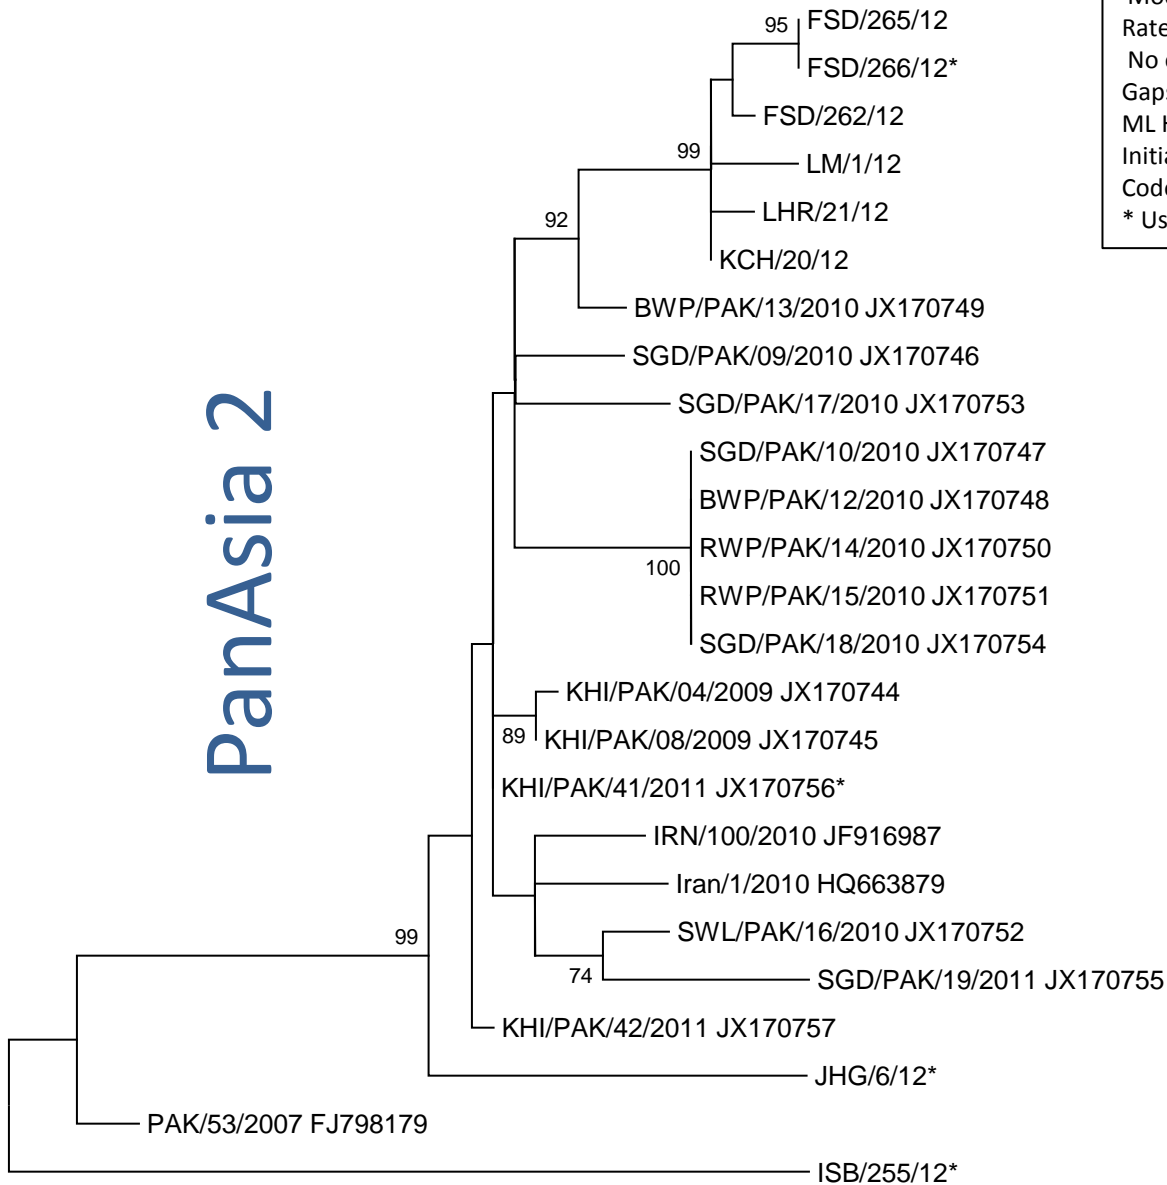 95
FSD/265/12
FSD/266/12*
FSD/262/12
99
LM/1/12
LHR/21/12
92
KCH/20/12
BWP/PAK/13/2010 JX170749
SGD/PAK/09/2010 JX170746
SGD/PAK/17/2010 JX170753
SGD/PAK/10/2010 JX170747
BWP/PAK/12/2010 JX170748
RWP/PAK/14/2010 JX170750
100
RWP/PAK/15/2010 JX170751
SGD/PAK/18/2010 JX170754
KHI/PAK/04/2009 JX170744
89
KHI/PAK/08/2009 JX170745
KHI/PAK/41/2011 JX170756*
IRN/100/2010 JF916987
Iran/1/2010 HQ663879
SWL/PAK/16/2010 JX170752
99
74
SGD/PAK/19/2011 JX170755
KHI/PAK/42/2011 JX170757
JHG/6/12*
PAK/53/2007 FJ798179
ISB/255/12*
PanAsia 2
Rate
No
Gaps
ML
Initia
Code
* Us